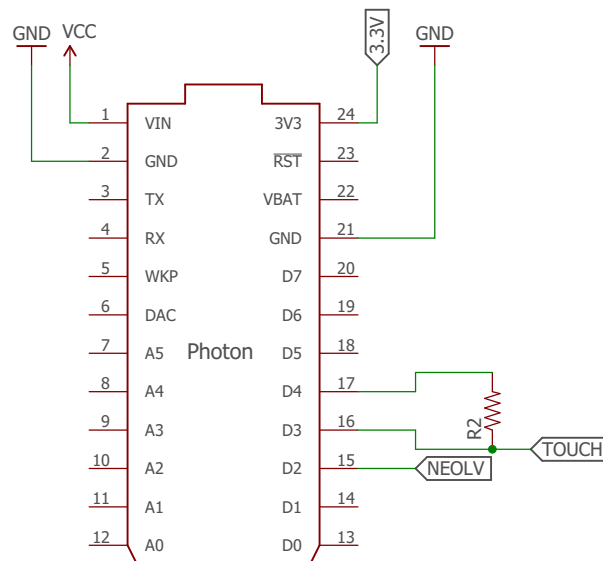 GND VCC 3.3V GND
1 VIN 3V3 24
2 GND RST 23
3 TX VBAT 22
4 RX GND 21
5 WKP D7 20
6 DAC D6 19
7 A5 Photon D5 18
8 A4 D4 17
9 A3 D3 16
R2
TOUCH
10 A2 D2 15
NEOLV
11 A1 D1 14
12 A0 D0 13